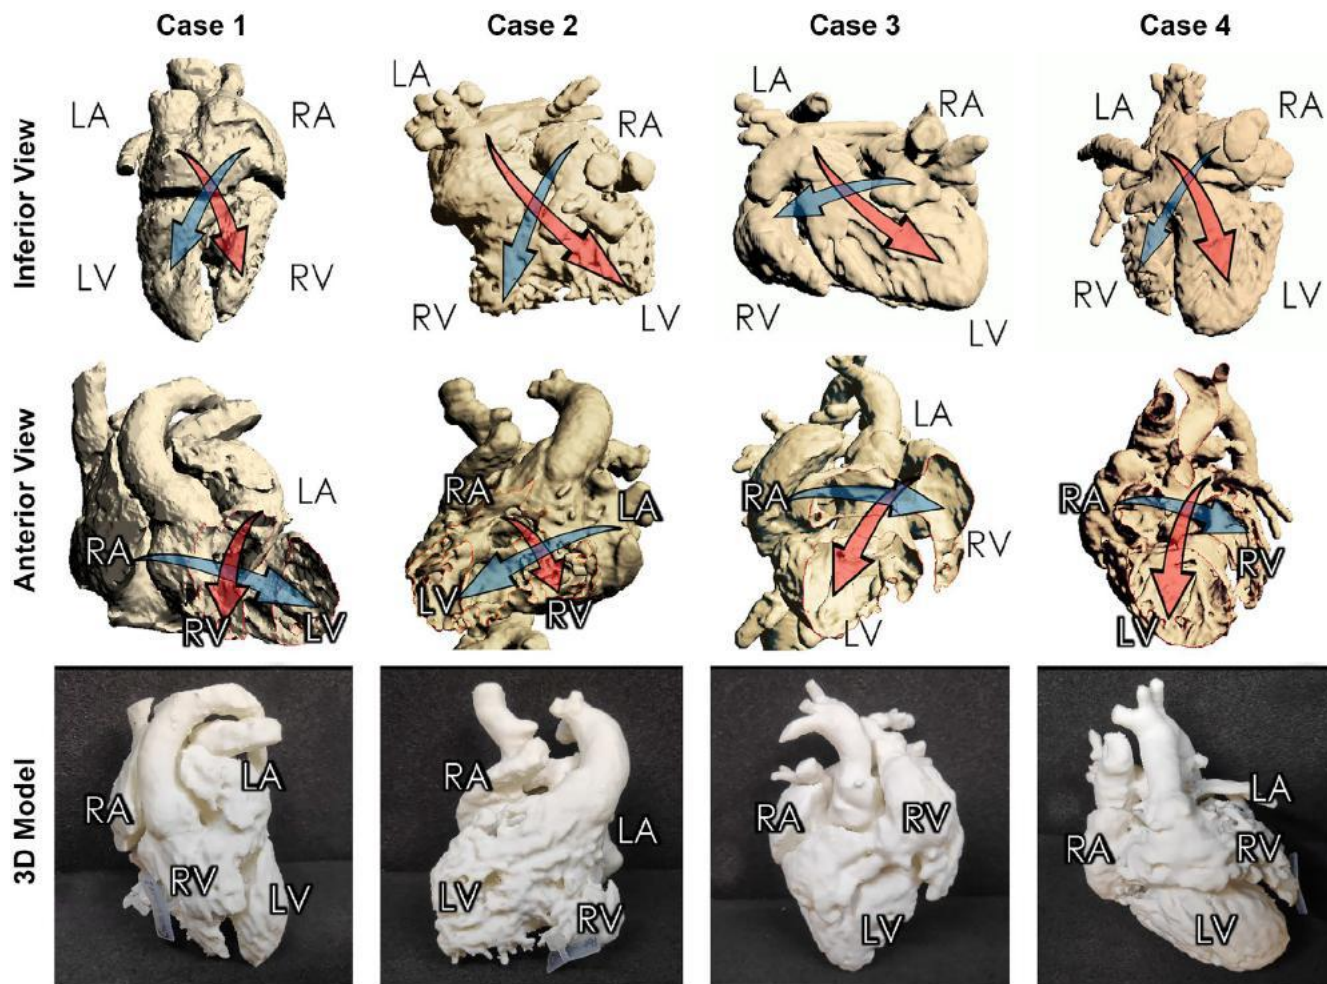 Case 1
Case 2
Case 3
Case 4
Inferior View
LA
RA
LV
RV
LA
RA
RV
LV
LA
RA
RV
LV
LA
RA
RV
LV
Anterior View
LA
RA
RV
LV
RA
LA
LV
RV
LA
RA
RV
LV
RA
RV
LV
3D Model
RA
LA
RV
LV
RA
LA
LV
RV
RA
RV
LV
LA
RA
RV
LV